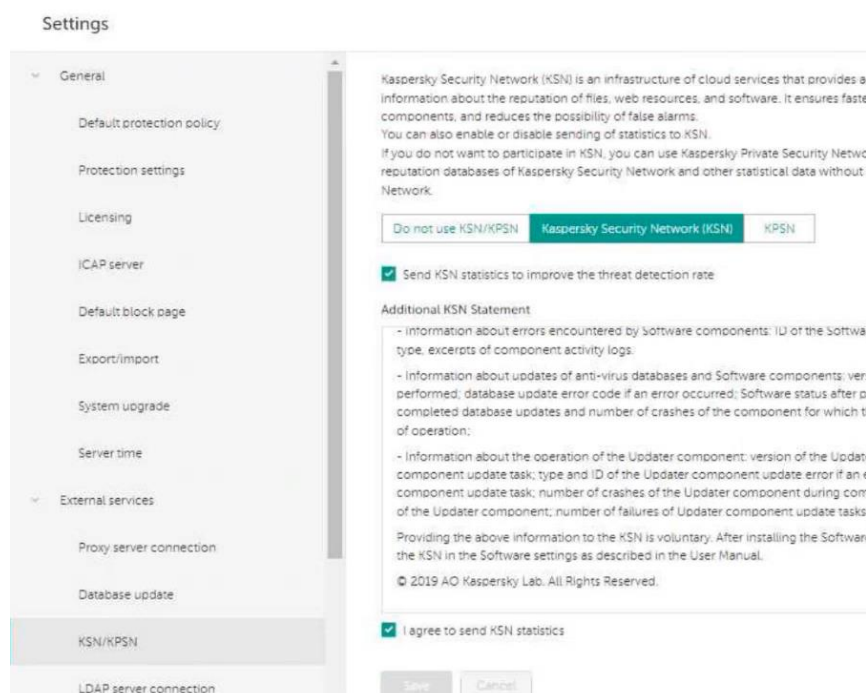 Settings
General
Default protection policy
Protection settings
Licensing
ICAP server
Default block page
Export/import
System upgrade
Server time
External services
Proxy server connection
Database update
KSN/KPSN
LDAP server connection
Kaspersky Security Network (KSN) is an infrastructure of cloud services that provides a
information about the reputation of files, web resources, and software. It ensures faste
components, and reduces the possibility of false alarms.
You can also enable or disable sending of statistics to KSN.
If you do not want to participate in KSN, you can use Kaspersky Private Security Netwo
reputation databases of Kaspersky Security Network and other statistical data without
Network.
Do not use KSN/KPSN Kaspersky Security Network (KSN) KPSN
Send KSN statistics to improve the threat detection rate
Additional KSN Statement
- Information about errors encountered by Software components: ID of the Softwa
type, excerpts of component activity logs.
- Information about updates of anti-virus databases and Software components: ver
performed; database update error code if an error occurred; Software status after p
completed database updates and number of crashes of the component for which t
of operation;
- Information about the operation of the Updater component: version of the Update
component update task; type and ID of the Updater component update error if an e
component update task; number of crashes of the Updater component during com
of the Updater component; number of failures of Updater component update tasks
Providing the above information to the KSN is voluntary. After installing the Software
the KSN in the Software settings as described in the User Manual.
© 2019 AO Kaspersky Lab. All Rights Reserved.
I agree to send KSN statistics
Save Cancel